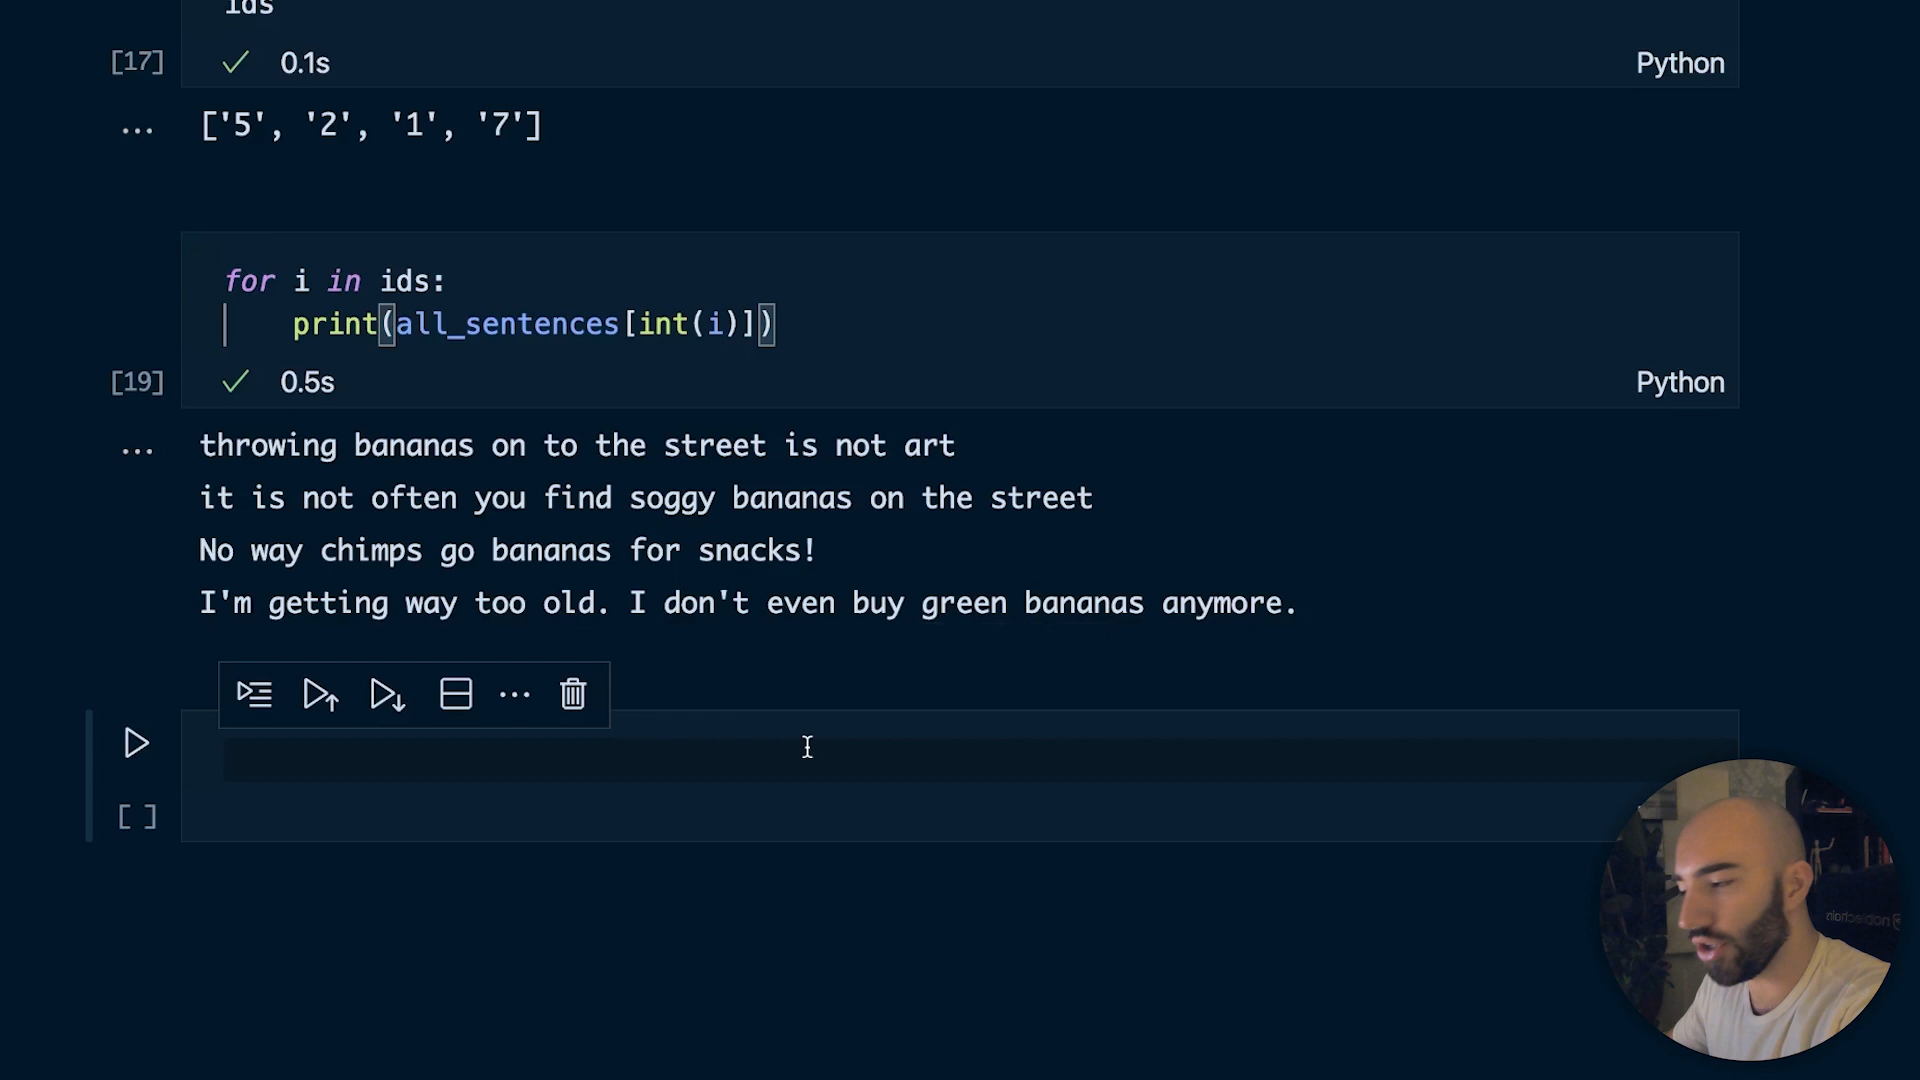 ids
[17] 0.1s Python
... ['5', '2', '1', '7']
for i in ids:
print(all_sentences[int(i)])
[19] 0.5s Python
... throwing bananas on to the street is not art
it is not often you find soggy bananas on the street
No way chimps go bananas for snacks!
I'm getting way too old. I don't even buy green bananas anymore.
...
[ ]